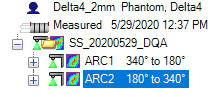 Delta4_2mm Phantom, Delta4
Measured 5/29/2020 12:37 PM
SS_20200529_DQA
ARC1 340° to 180°
ARC2 180° to 340°